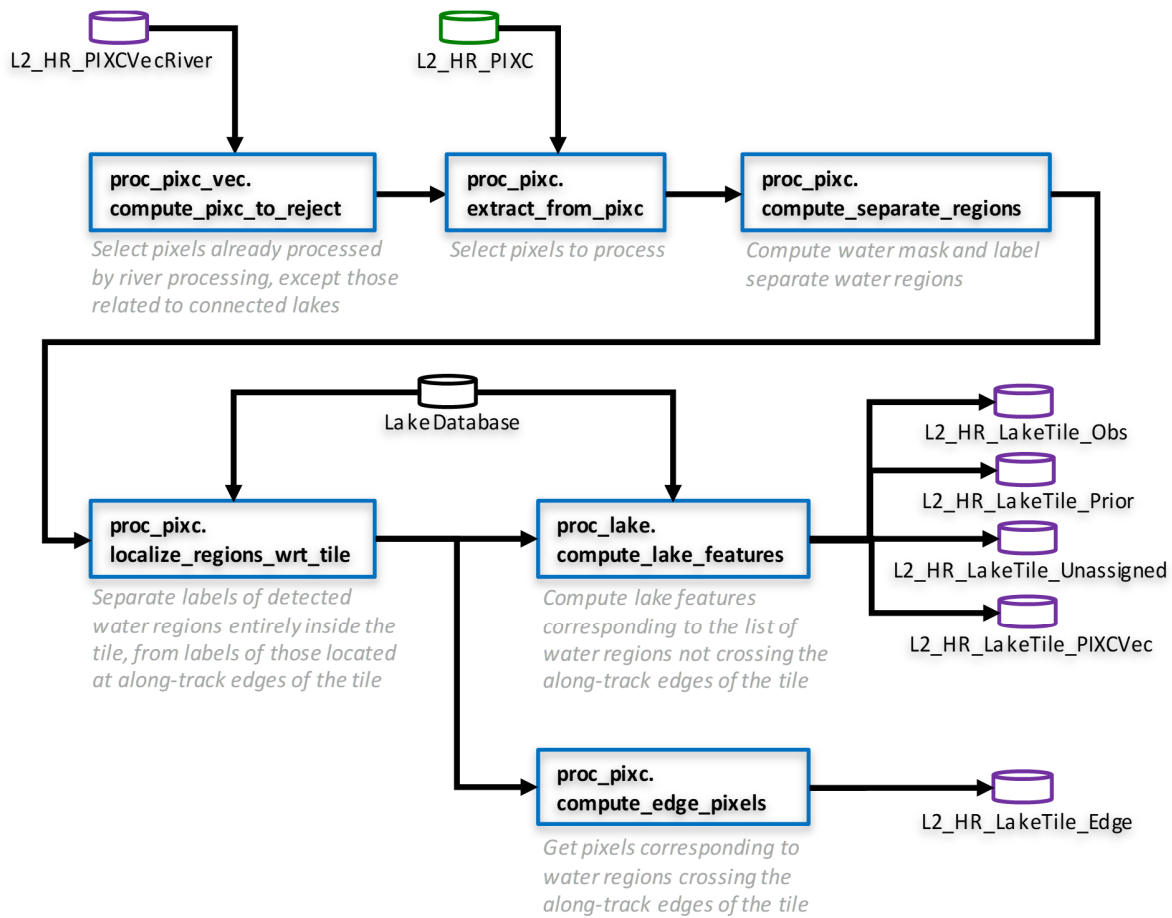 L2_HR_PIXCVecRiver
L2_HR_PIXC
proc_pixc_vec.
compute_pixc_to_reject
Select pixels already processed
by river processing, except those
related to connected lakes
proc_pixc.
extract_from_pixc
Select pixels to process
proc_pixc.
compute_separate_regions
Compute water mask and label
separate water regions
LakeDatabase
proc_pixc.
localize_regions_wrt_tile
Separate labels of detected
water regions entirely inside the
tile, from labels of those located
at along-track edges of the tile
proc_lake.
compute_lake_features
Compute lake features
corresponding to the list of
water regions not crossing the
along-track edges of the tile
L2_HR_LakeTile_Obs
L2_HR_LakeTile_Prior
L2_HR_LakeTile_Unassigned
L2_HR_LakeTile_PIXCVec
proc_pixc.
compute_edge_pixels
Get pixels corresponding to
water regions crossing the
along-track edges of the tile
L2_HR_LakeTile_Edge